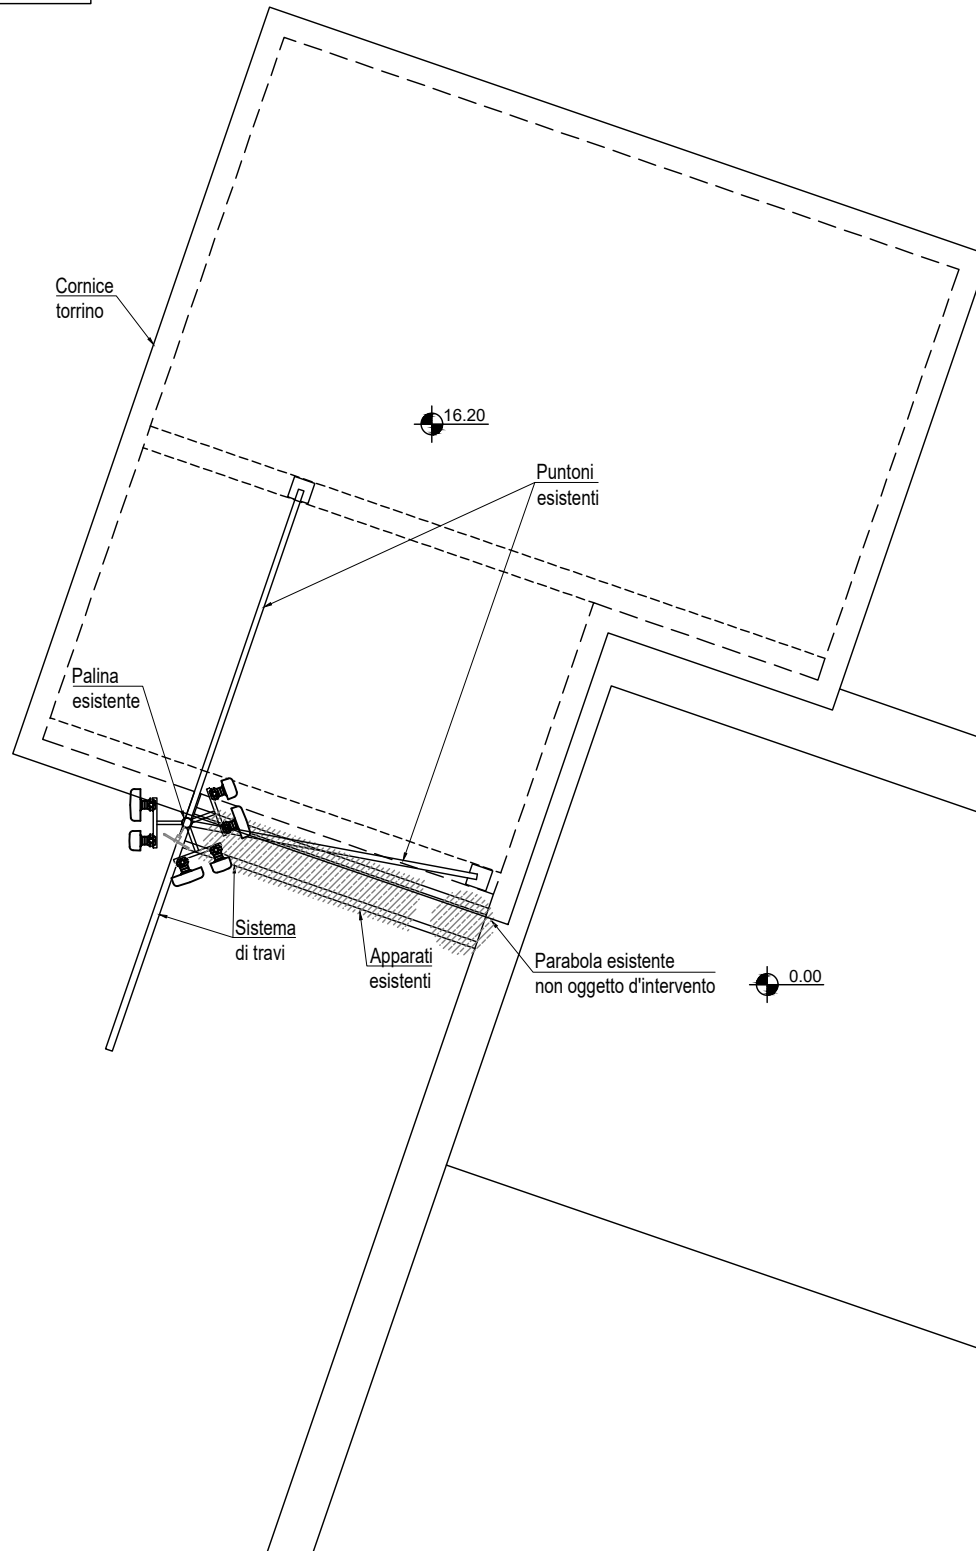 Cornice
torrino
16.20
Puntoni
esistenti
Palina
esistente
Sistema
di travi
Apparati
esistenti
Parabola esistente
non oggetto d'intervento
0.00